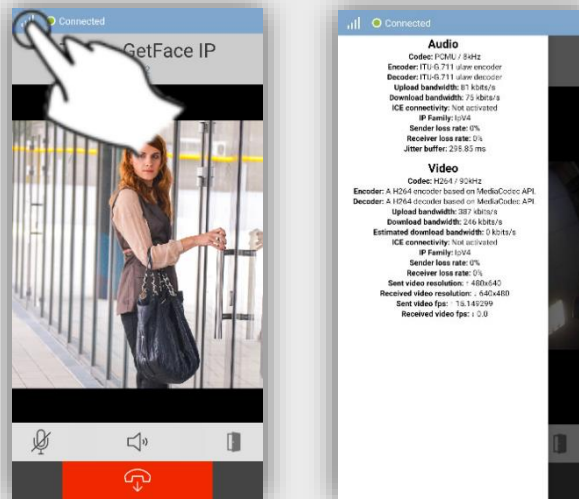 Connected
GetFace IP
Connected
Audio
Codec: PCMU / 8kHz
Encoder: ITU-G.711 ulaw encoder
Decoder: ITU-G.711 ulaw decoder
Upload bandwidth: 81 kbits/s
Download bandwidth: 75 kbits/s
ICE connectivity: Not activated
IP Family: IpV4
Sender loss rate: 0%
Receiver loss rate: 0%
Jitter buffer: 295.85 ms
Video
Codec: H264 / 90kHz
Encoder: A H264 encoder based on MediaCodec API.
Decoder: A H264 decoder based on MediaCodec API.
Upload bandwidth: 387 kbits/s
Download bandwidth: 246 kbits/s
Estimated download bandwidth: 0 kbits/s
ICE connectivity: Not activated
IP Family: IpV4
Sender loss rate: 0%
Receiver loss rate: 0%
Sent video resolution: ↑ 480x640
Received video resolution: ↓ 640x480
Sent video fps: ↑ 15.149299
Received video fps: ↓ 0.0